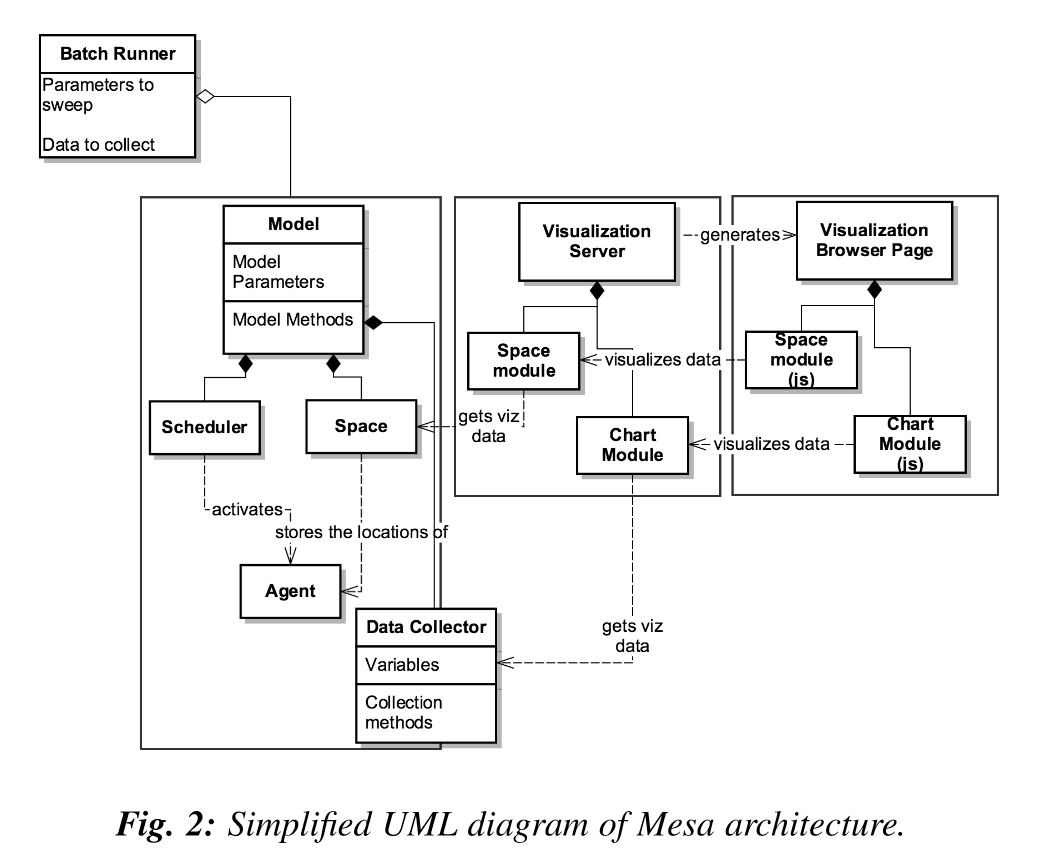 Batch Runner
Parameters to
sweep
Data to collect
Model
Model
Parameters
Model Methods
Scheduler
Space
activates
stores the locations of
Agent
Data Collector
Variables
Collection
methods
Visualization
Server
generates
Visualization
Browser Page
Space
module
visualizes data
Space
module
(js)
gets viz
data
Chart
Module
visualizes data
Chart
Module
(js)
gets viz
data
Fig. 2: Simplified UML diagram of Mesa architecture.